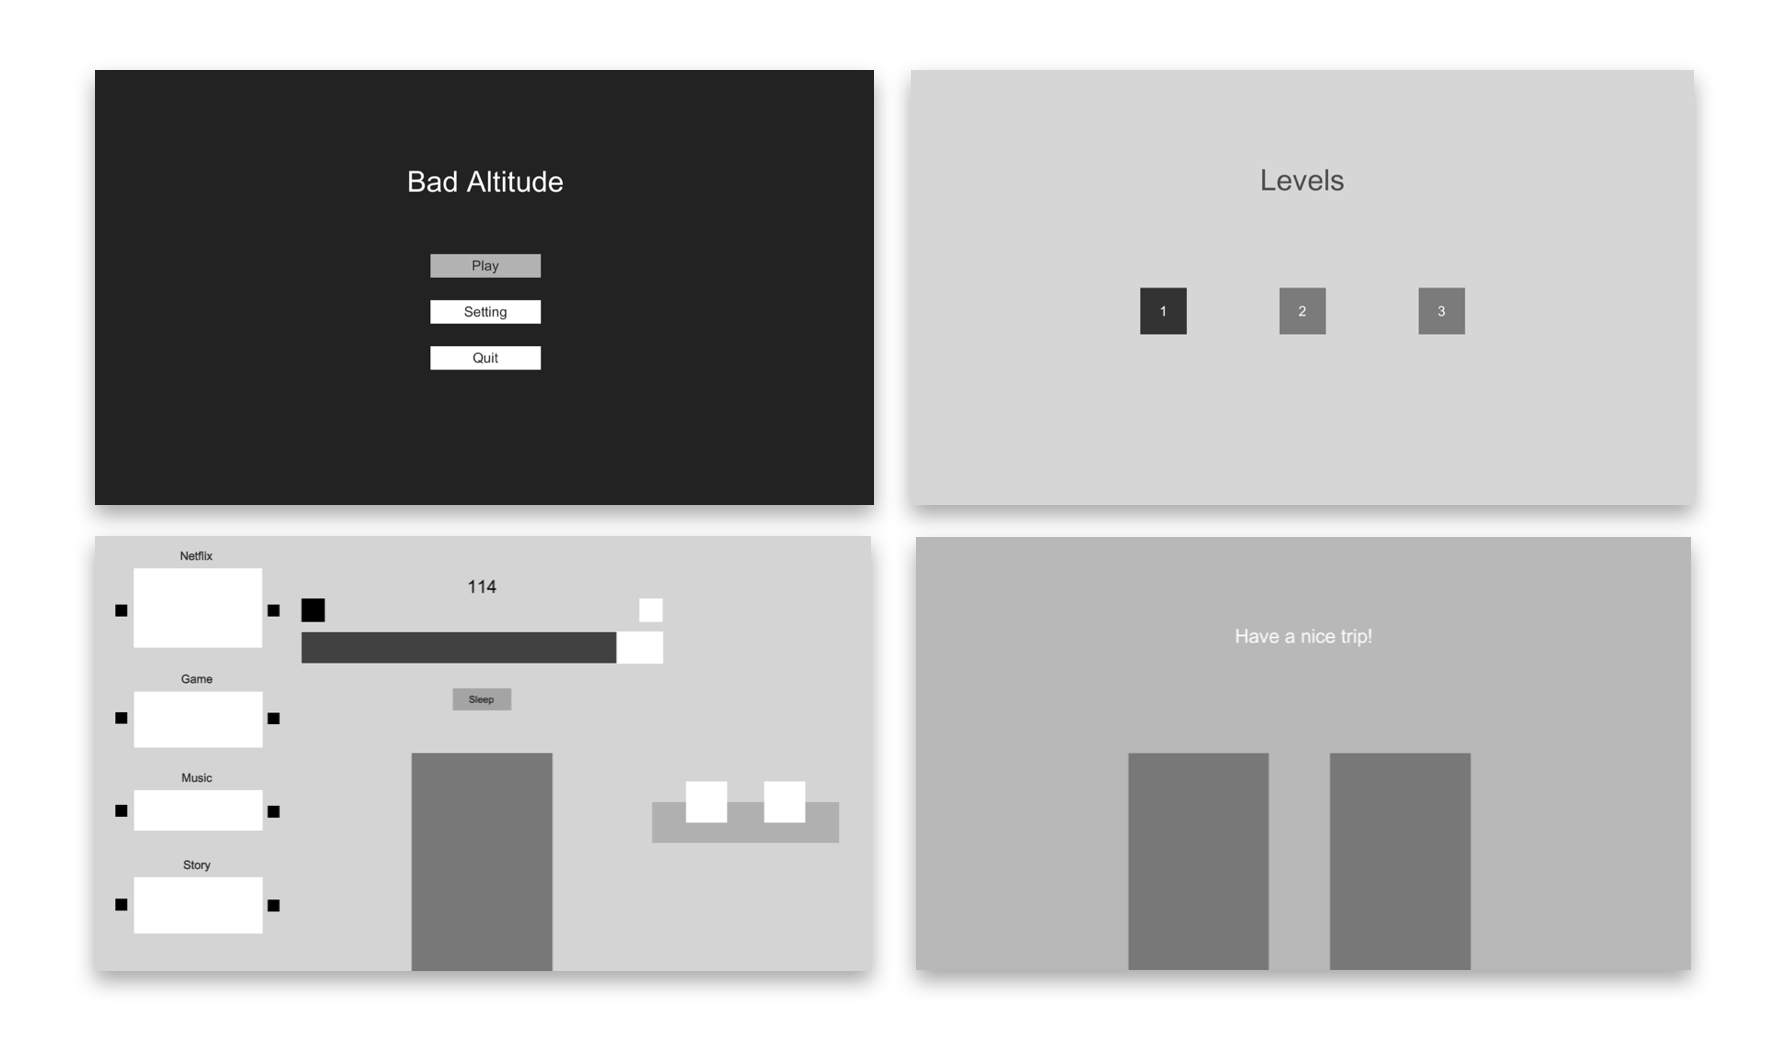 Bad Altitude
Play
Setting
Quit
Levels
1
2
3
Netflix
114
Sleep
Game
Music
Story
Have a nice trip!